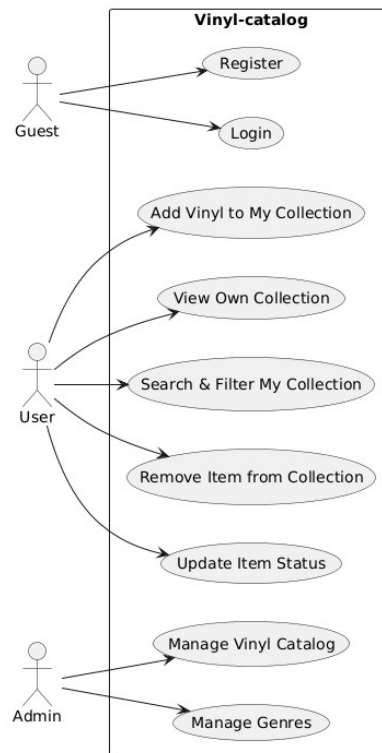 Vinyl-catalog
Register
Guest
Login
Add Vinyl to My Collection
View Own Collection
Search & Filter My Collection
User
Remove Item from Collection
Update Item Status
Manage Vinyl Catalog
Admin
Manage Genres